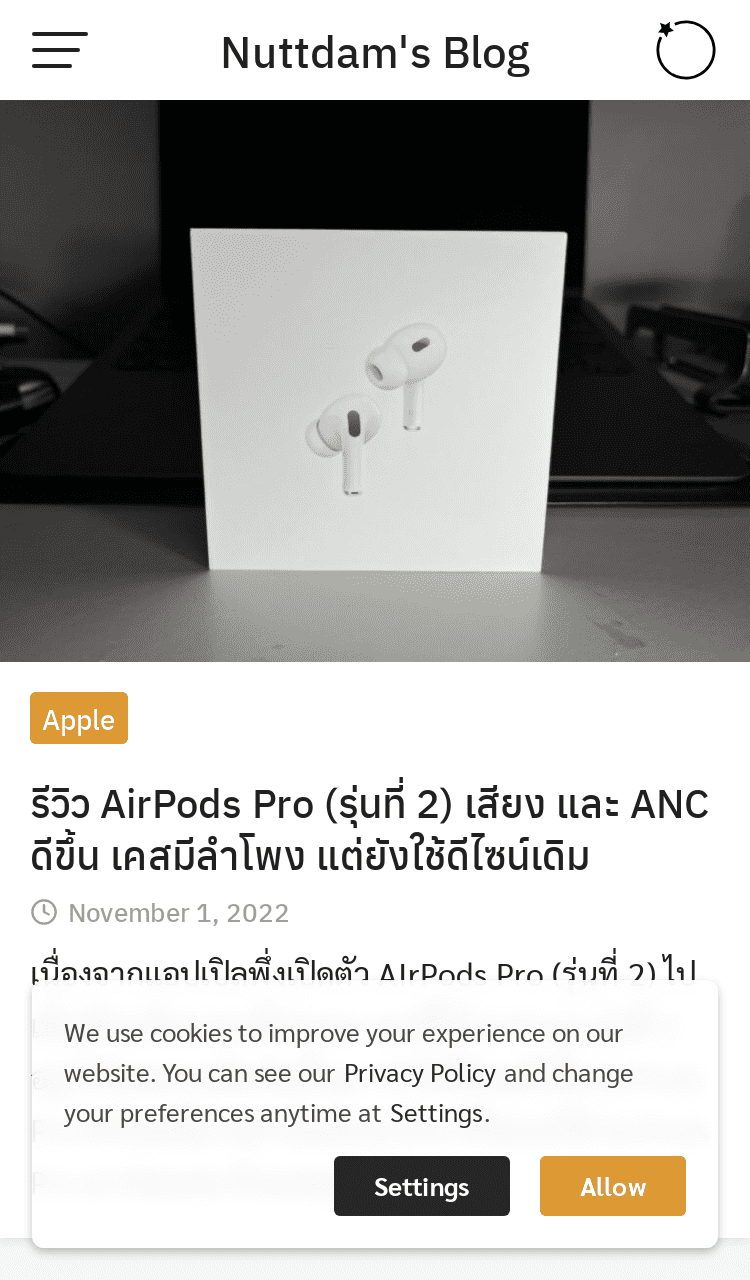 Nuttdam's Blog
Apple
รีวิว AirPods Pro (รุ่นที่ 2) เสียง และ ANC
ดีขึ้น เคสมีลำโพง แต่ยังใช้ดีไซน์เดิม
November 1, 2022
เนื่องจากแอปเปิลพึ่งเปิดตัว AirPods Pro (รุ่นที่ 2) ไป
We use cookies to improve your experience on our
website. You can see our Privacy Policy and change
your preferences anytime at Settings.
Settings
Allow